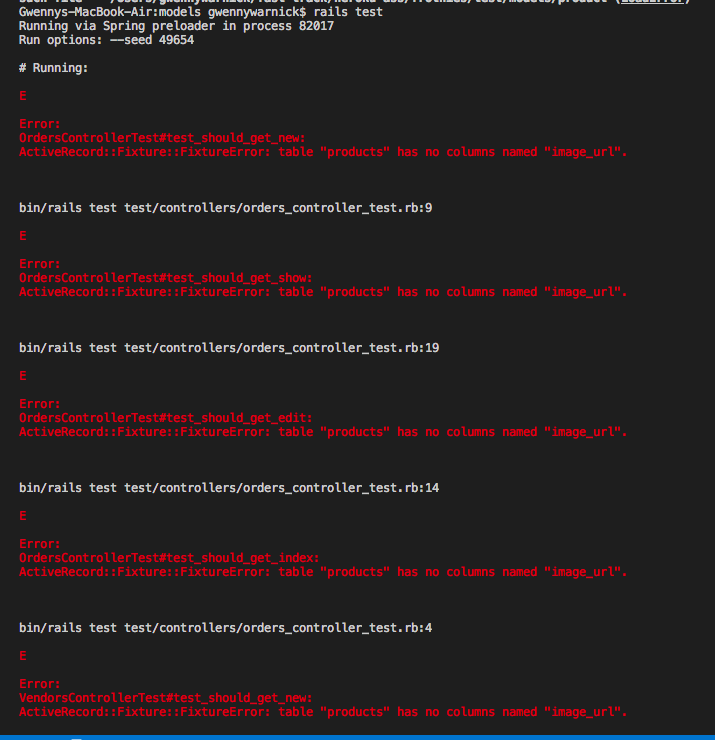 Gwennys-MacBook-Air:models gwennywarnick$ rails test
Running via Spring preloader in process 82017
Run options: --seed 49654
# Running:
E
Error:
OrdersControllerTest#test_should_get_new:
ActiveRecord::Fixture::FixtureError: table "products" has no columns named "image_url".
bin/rails test test/controllers/orders_controller_test.rb:9
E
Error:
OrdersControllerTest#test_should_get_show:
ActiveRecord::Fixture::FixtureError: table "products" has no columns named "image_url".
bin/rails test test/controllers/orders_controller_test.rb:19
E
Error:
OrdersControllerTest#test_should_get_edit:
ActiveRecord::Fixture::FixtureError: table "products" has no columns named "image_url".
bin/rails test test/controllers/orders_controller_test.rb:14
E
Error:
OrdersControllerTest#test_should_get_index:
ActiveRecord::Fixture::FixtureError: table "products" has no columns named "image_url".
bin/rails test test/controllers/orders_controller_test.rb:4
E
Error:
VendorsControllerTest#test_should_get_new:
ActiveRecord::Fixture::FixtureError: table "products" has no columns named "image_url".